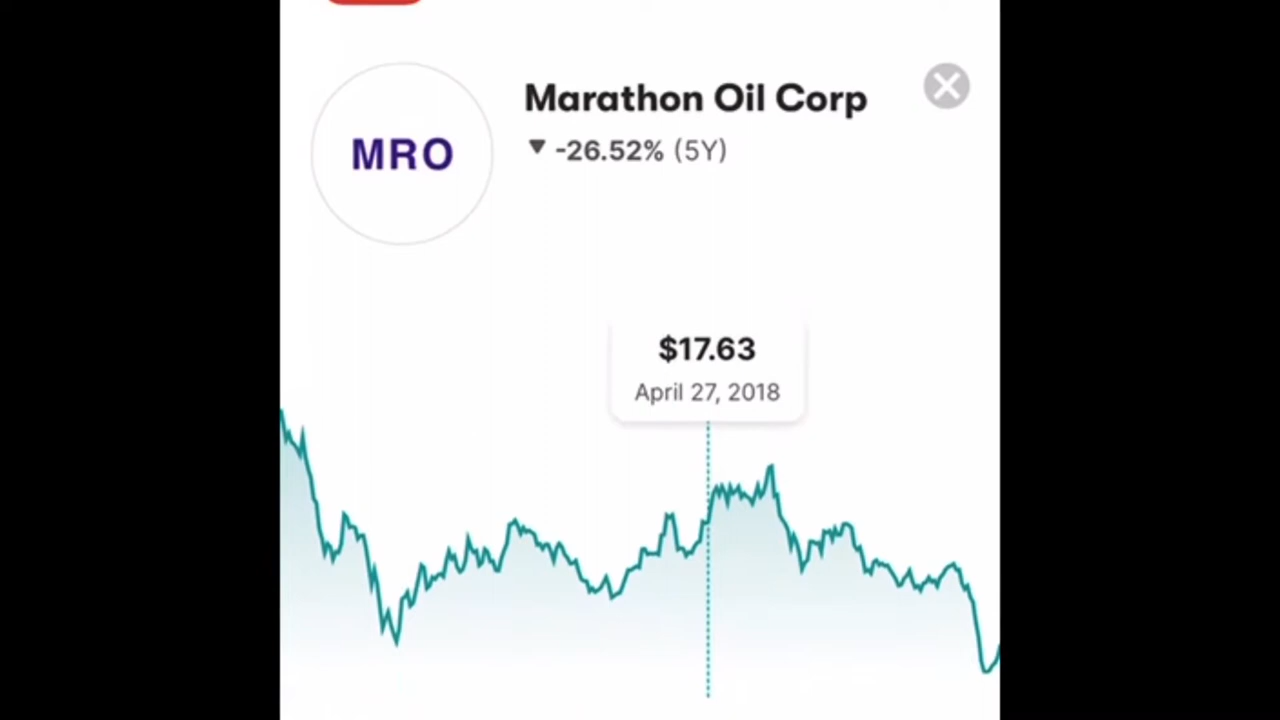 Marathon Oil Corp
MRO
▼ -26.52% (5Y)
$17.63
April 27, 2018